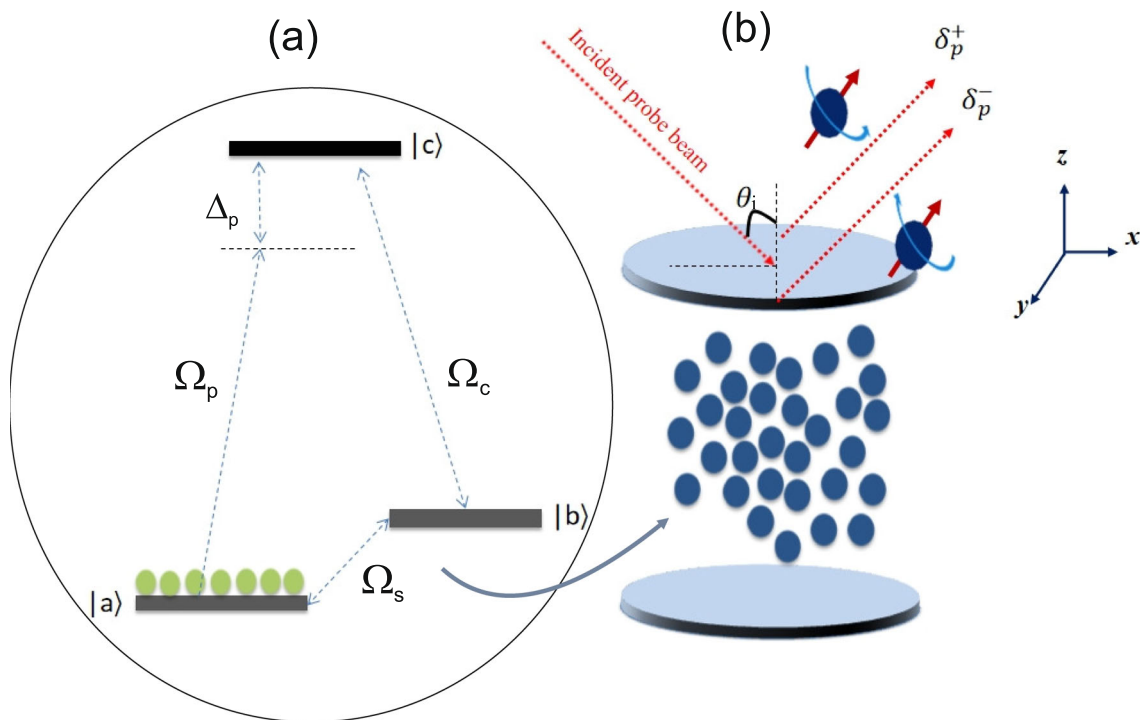 (a)
(b)
|c⟩
Δp
Ωp
Ωc
|b⟩
|a⟩
Ωs
Incident probe beam
δp+
δp−
θi
z
x
y